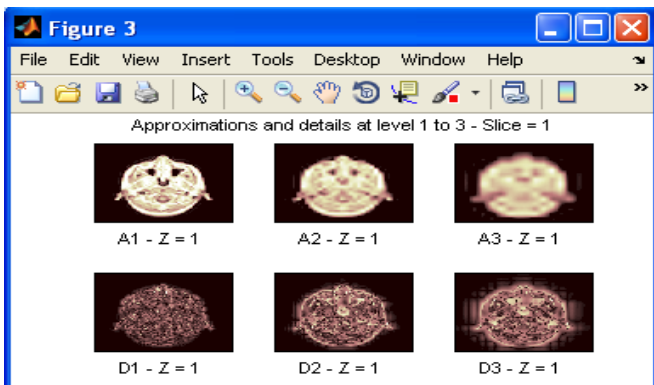 Figure 3
File Edit View Insert Tools Desktop Window Help
Approximations and details at level 1 to 3 - Slice = 1
A1 - Z = 1 A2 - Z = 1 A3 - Z = 1
D1 - Z = 1 D2 - Z = 1 D3 - Z = 1